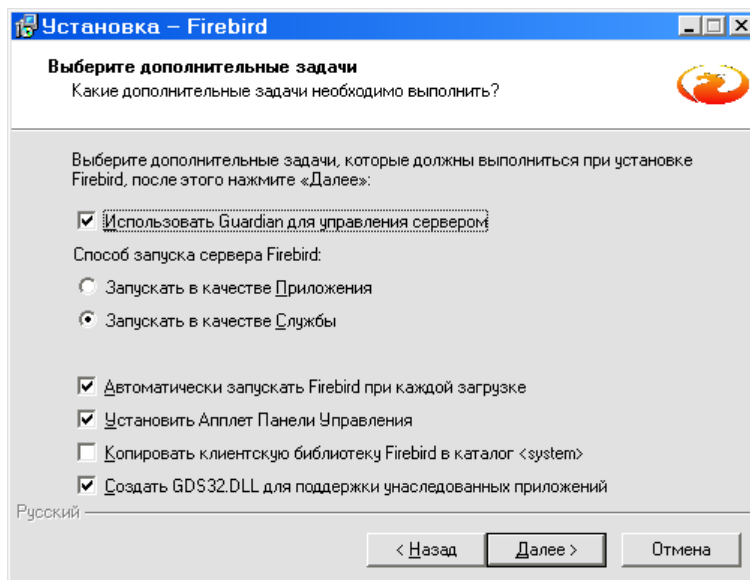 Установка – Firebird
Выберите дополнительные задачи
Какие дополнительные задачи необходимо выполнить?
Выберите дополнительные задачи, которые должны выполниться при установке
Firebird, после этого нажмите «Далее»:
Использовать Guardian для управления сервером
Способ запуска сервера Firebird:
Запускать в качестве Приложения
Запускать в качестве Службы
Автоматически запускать Firebird при каждой загрузке
Установить Апплет Панели Управления
Копировать клиентскую библиотеку Firebird в каталог <system>
Создать GDS32.DLL для поддержки унаследованных приложений
Русский
< Назад Далее > Отмена